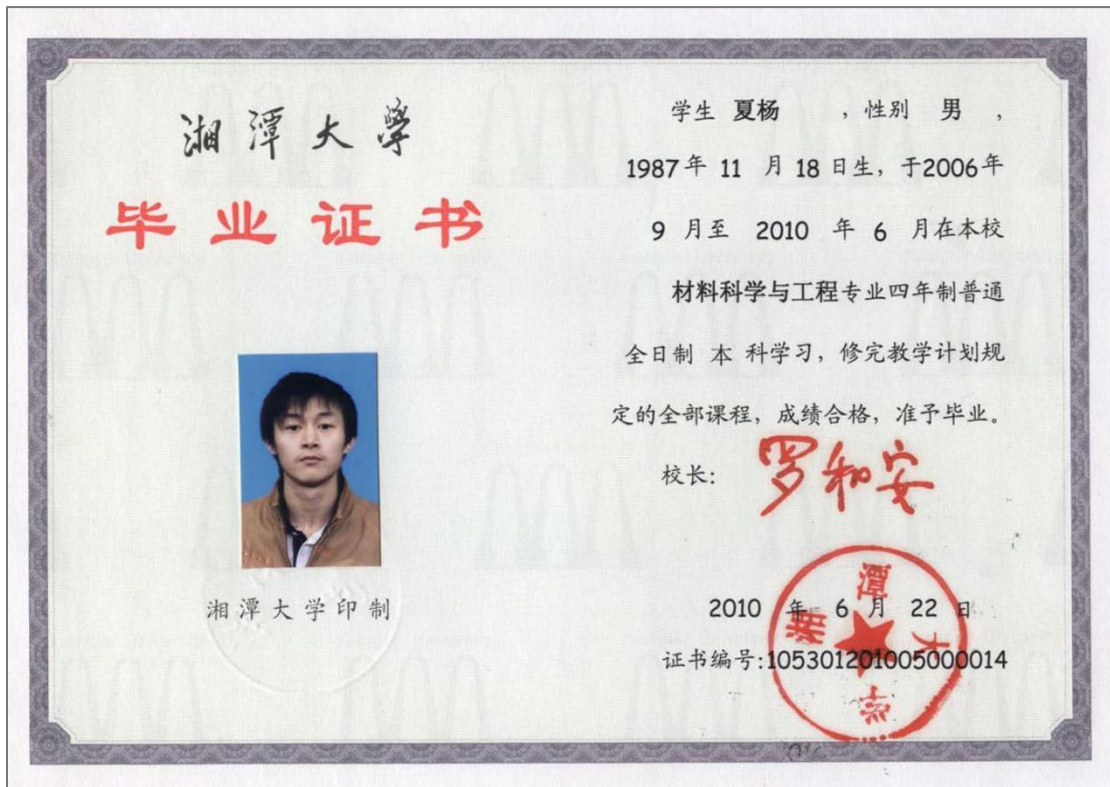 湘潭大學
毕业证书
湘潭大学印制
学生 夏杨 ，性别 男 ，
1987年 11 月 18 日生，于2006年
9 月至 2010 年 6 月在本校
材料科学与工程专业四年制普通
全日制 本 科学习，修完教学计划规
定的全部课程，成绩合格，准予毕业。
校长：罗和安
2010 年 6 月 22 日
证书编号:105301201005000014
湘潭大